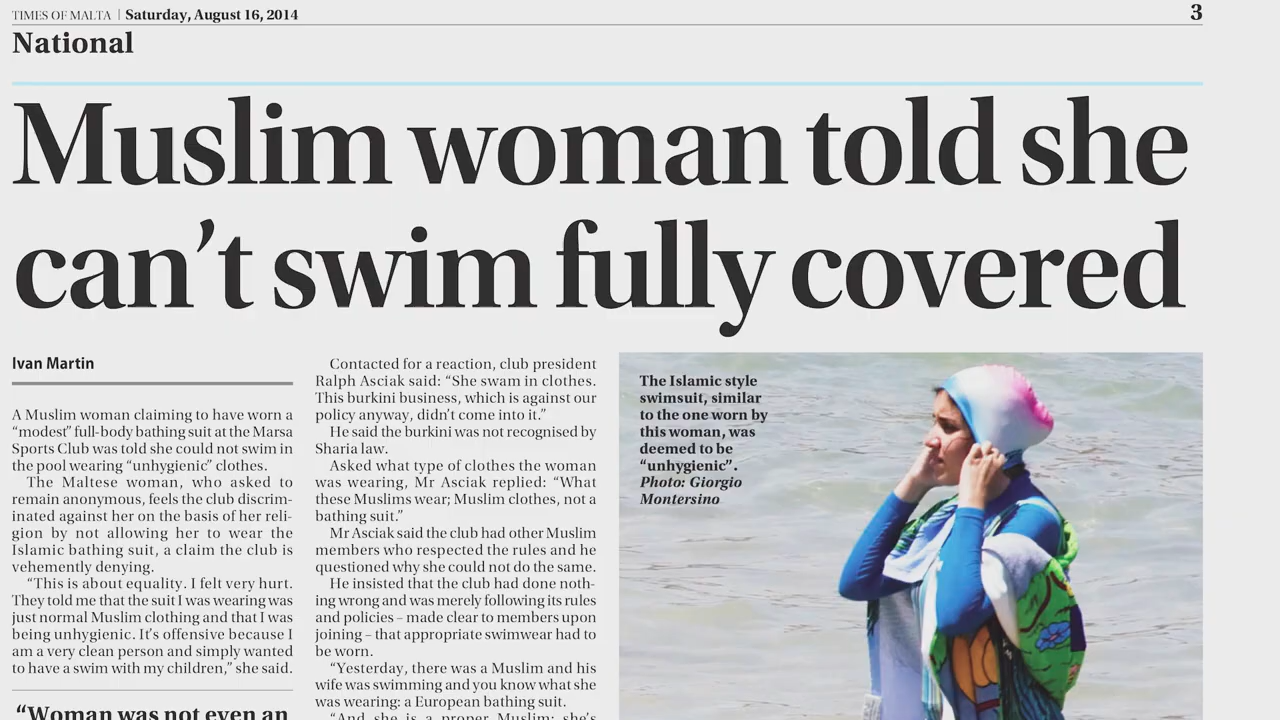 TIMES OF MALTA | Saturday, August 16, 2014
3
National
Muslim woman told she
can’t swim fully covered
Ivan Martin
A Muslim woman claiming to have worn a
“modest” full-body bathing suit at the Marsa
Sports Club was told she could not swim in
the pool wearing “unhygienic” clothes.
The Maltese woman, who asked to
remain anonymous, feels the club discrim-
inated against her on the basis of her reli-
gion by not allowing her to wear the
Islamic bathing suit, a claim the club is
vehemently denying.
“This is about equality. I felt very hurt.
They told me that the suit I was wearing was
just normal Muslim clothing and that I was
being unhygienic. It’s offensive because I
am a very clean person and simply wanted
to have a swim with my children,” she said.
“Woman was not even an
Contacted for a reaction, club president
Ralph Asciak said: “She swam in clothes.
This burkini business, which is against our
policy anyway, didn’t come into it.”
He said the burkini was not recognised by
Sharia law.
Asked what type of clothes the woman
was wearing, Mr Asciak replied: “What
these Muslims wear; Muslim clothes, not a
bathing suit.”
Mr Asciak said the club had other Muslim
members who respected the rules and he
questioned why she could not do the same.
He insisted that the club had done noth-
ing wrong and was merely following its rules
and policies – made clear to members upon
joining – that appropriate swimwear had to
be worn.
“Yesterday, there was a Muslim and his
wife was swimming and you know what she
was wearing: a European bathing suit.
“And she is a proper Muslim; she’s
The Islamic style
swimsuit, similar
to the one worn by
this woman, was
deemed to be
“unhygienic”.
Photo: Giorgio
Montersino